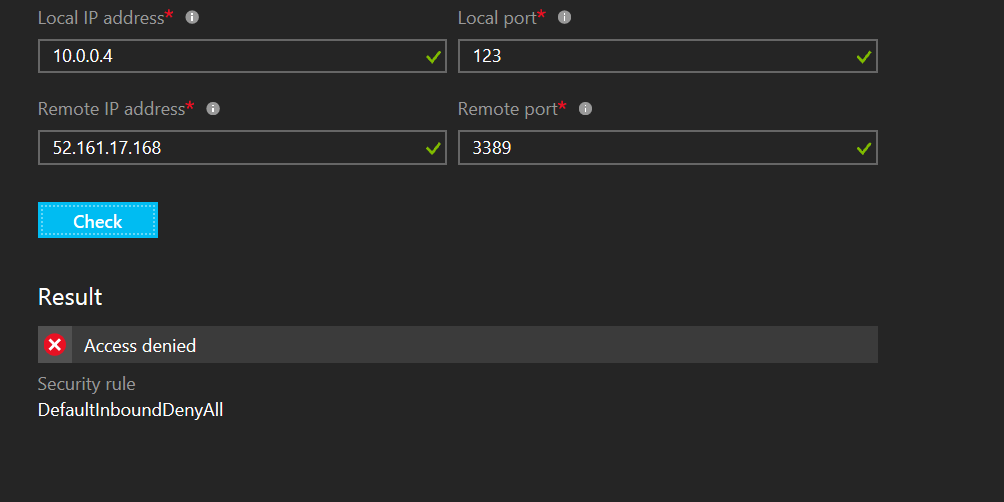 Local IP address* Local port*
10.0.0.4 123
Remote IP address* Remote port*
52.161.17.168 3389
Check
Result
Access denied
Security rule
DefaultInboundDenyAll